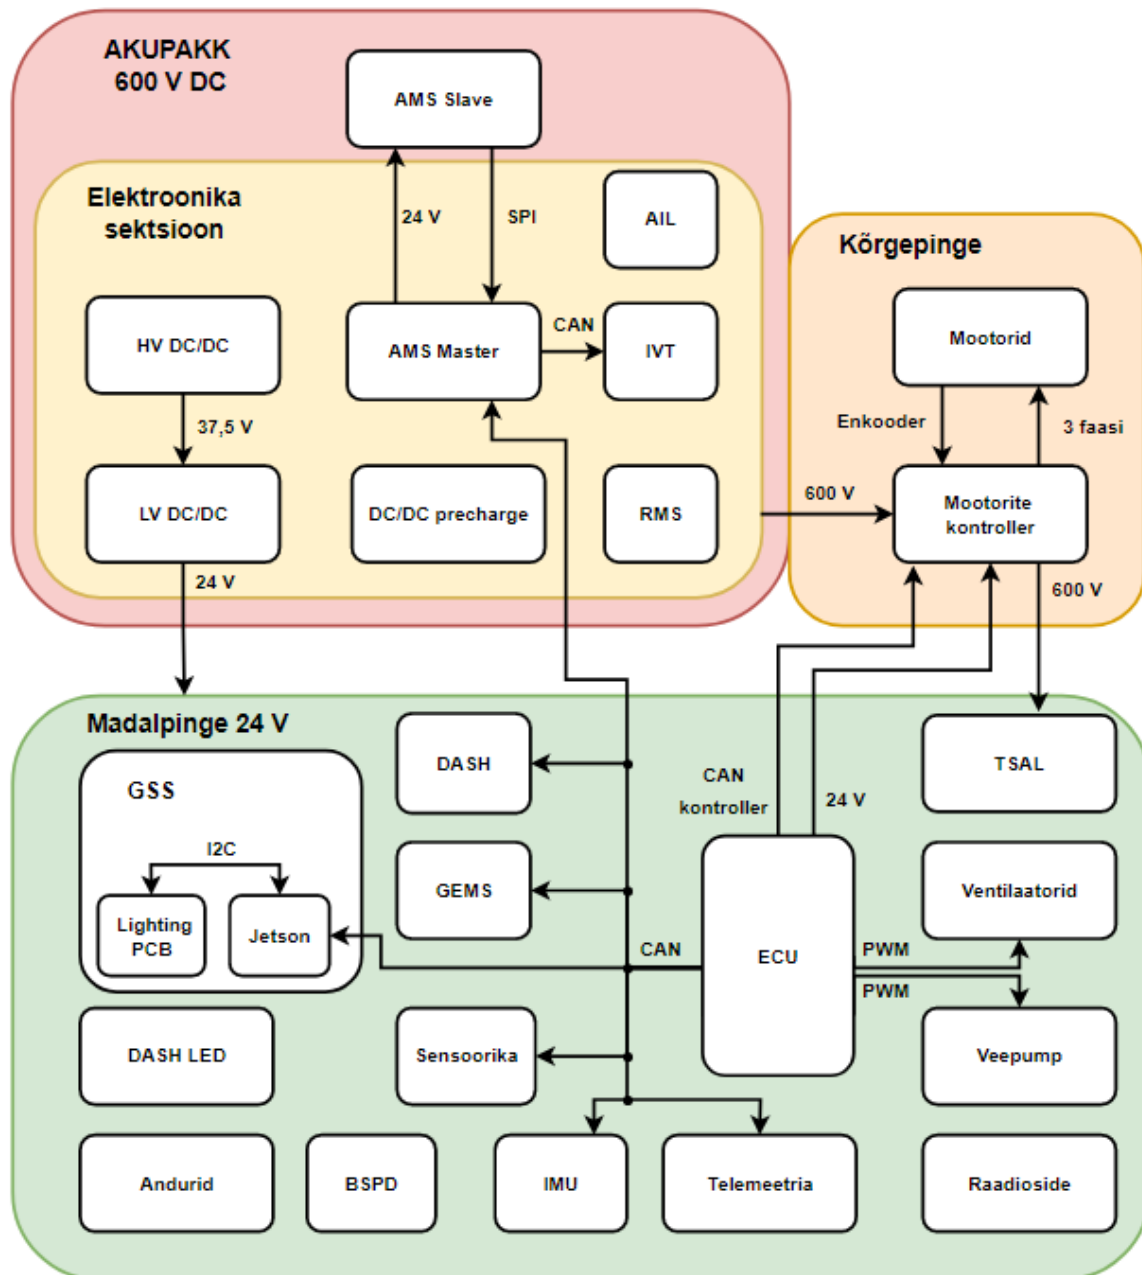 AKUPAKK
600 V DC
AMS Slave
Elektroonika
sektsioon
24 V
SPI
AIL
HV DC/DC
AMS Master
CAN
IVT
37,5 V
LV DC/DC
DC/DC precharge
RMS
24 V
Kõrgepinge
Mootorid
Enkooder
3 faasi
600 V
Mootorite
kontroller
600 V
Madalpinge 24 V
GSS
I2C
Lighting
PCB
Jetson
DASH
GEMS
CAN
kontroller
24 V
TSAL
Ventilaatorid
CAN
ECU
PWM
PWM
DASH LED
Sensoorika
Veepump
Andurid
BSPD
IMU
Telemeetria
Raadioside